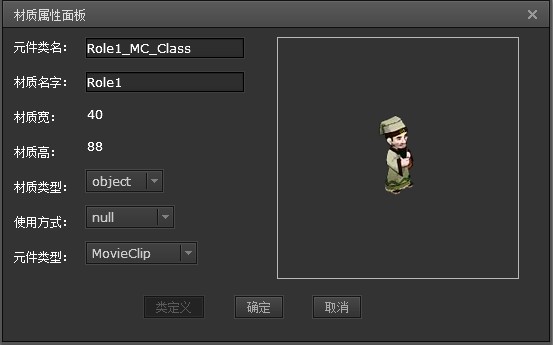 材质属性面板
元件类名: Role1_MC_Class
材质名字: Role1
材质宽: 40
材质高: 88
材质类型: object
使用方式: null
元件类型: MovieClip
类定义 确定 取消